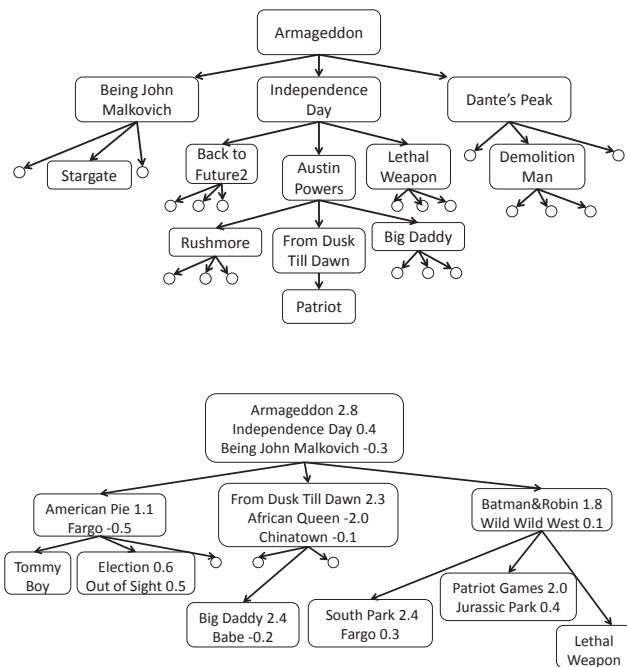 Armageddon
Being John
Malkovich
Independence
Day
Dante's Peak
Stargate
Back to
Future2
Austin
Powers
Lethal
Weapon
Demolition
Man
Rushmore
From Dusk
Till Dawn
Big Daddy
Patriot
Armageddon 2.8
Independence Day 0.4
Being John Malkovich -0.3
American Pie 1.1
Fargo -0.5
From Dusk Till Dawn 2.3
African Queen -2.0
Chinatown -0.1
Batman&Robin 1.8
Wild Wild West 0.1
Tommy
Boy
Election 0.6
Out of Sight 0.5
Big Daddy 2.4
Babe -0.2
South Park 2.4
Fargo 0.3
Patriot Games 2.0
Jurassic Park 0.4
Lethal
Weapon